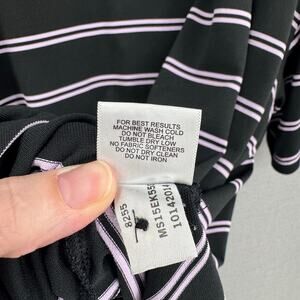 FOR BEST RESULTS
MACHINE WASH COLD
DO NOT BLEACH
TUMBLE DRY LOW
NO FABRIC SOFTENERS
DO NOT DRY CLEAN
DO NOT IRON
8255